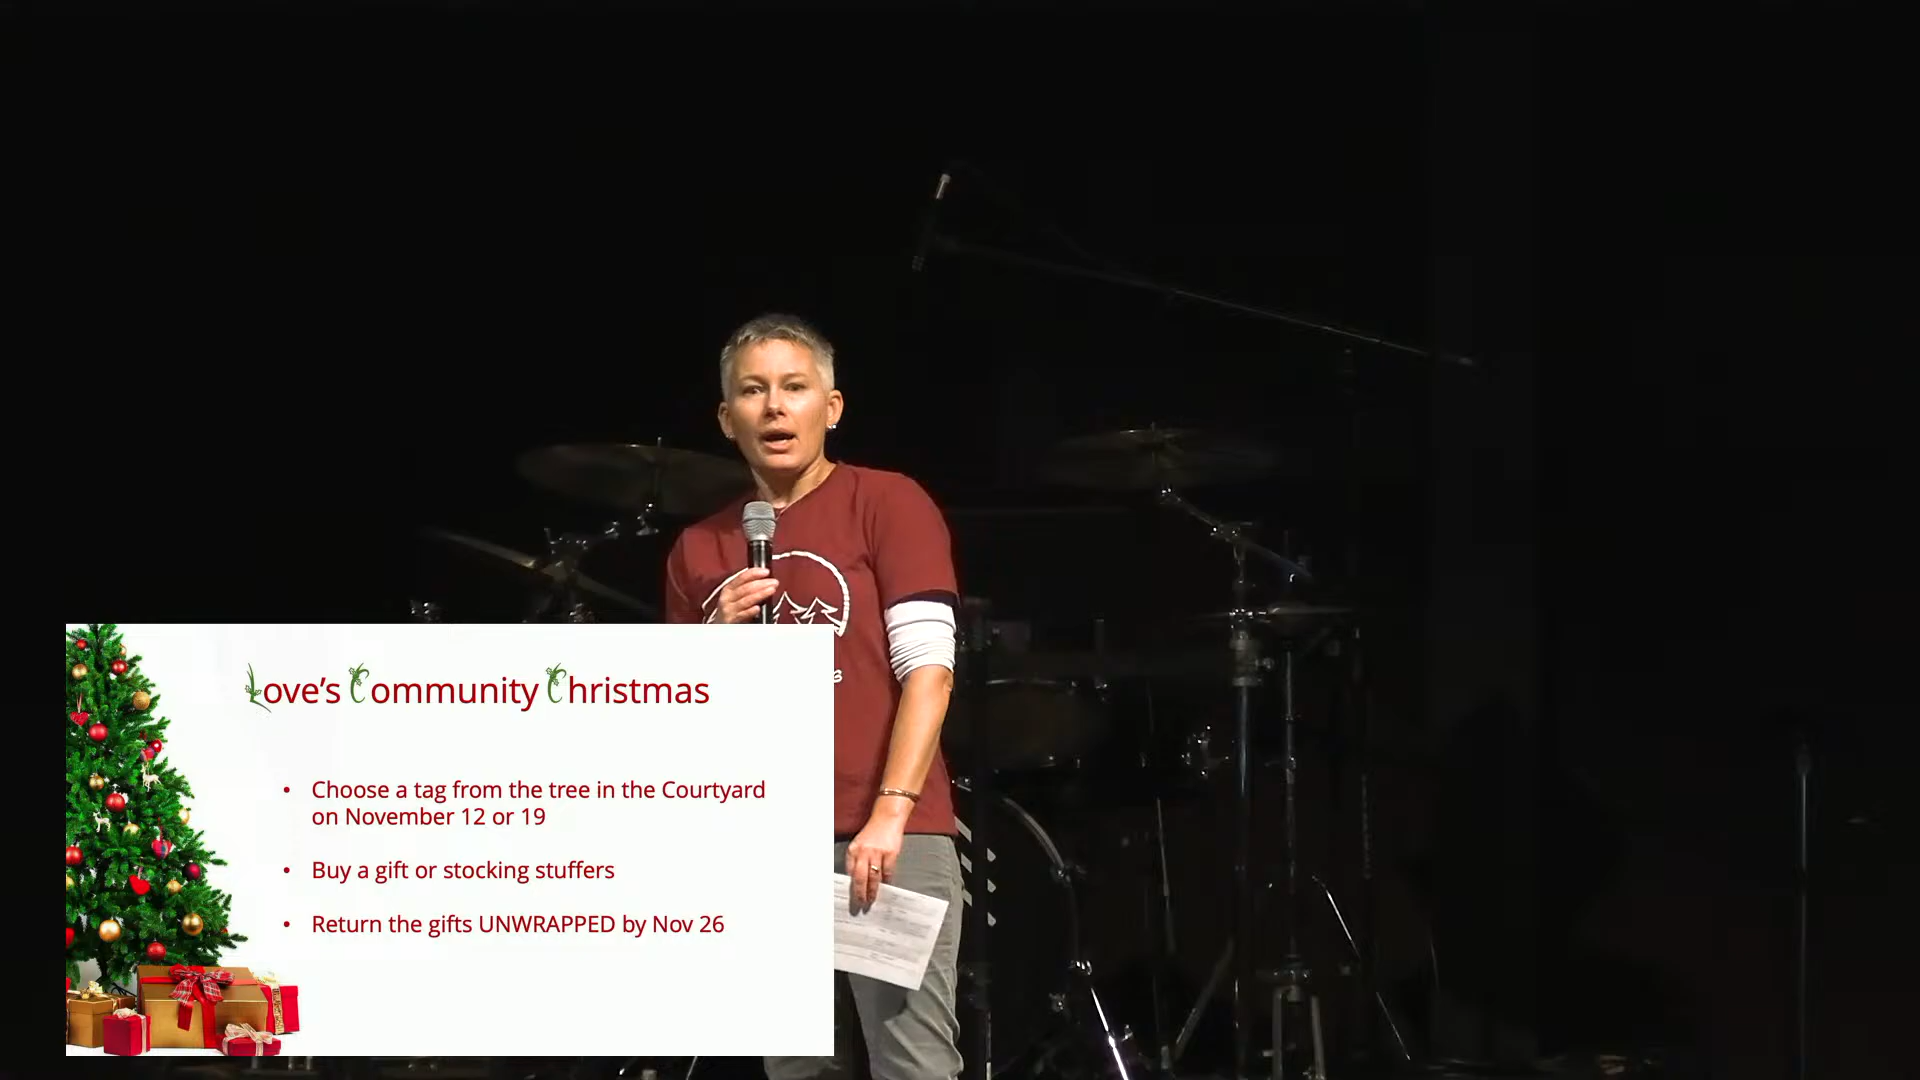 Love's Community Christmas
• Choose a tag from the tree in the Courtyard
on November 12 or 19
• Buy a gift or stocking stuffers
• Return the gifts UNWRAPPED by Nov 26